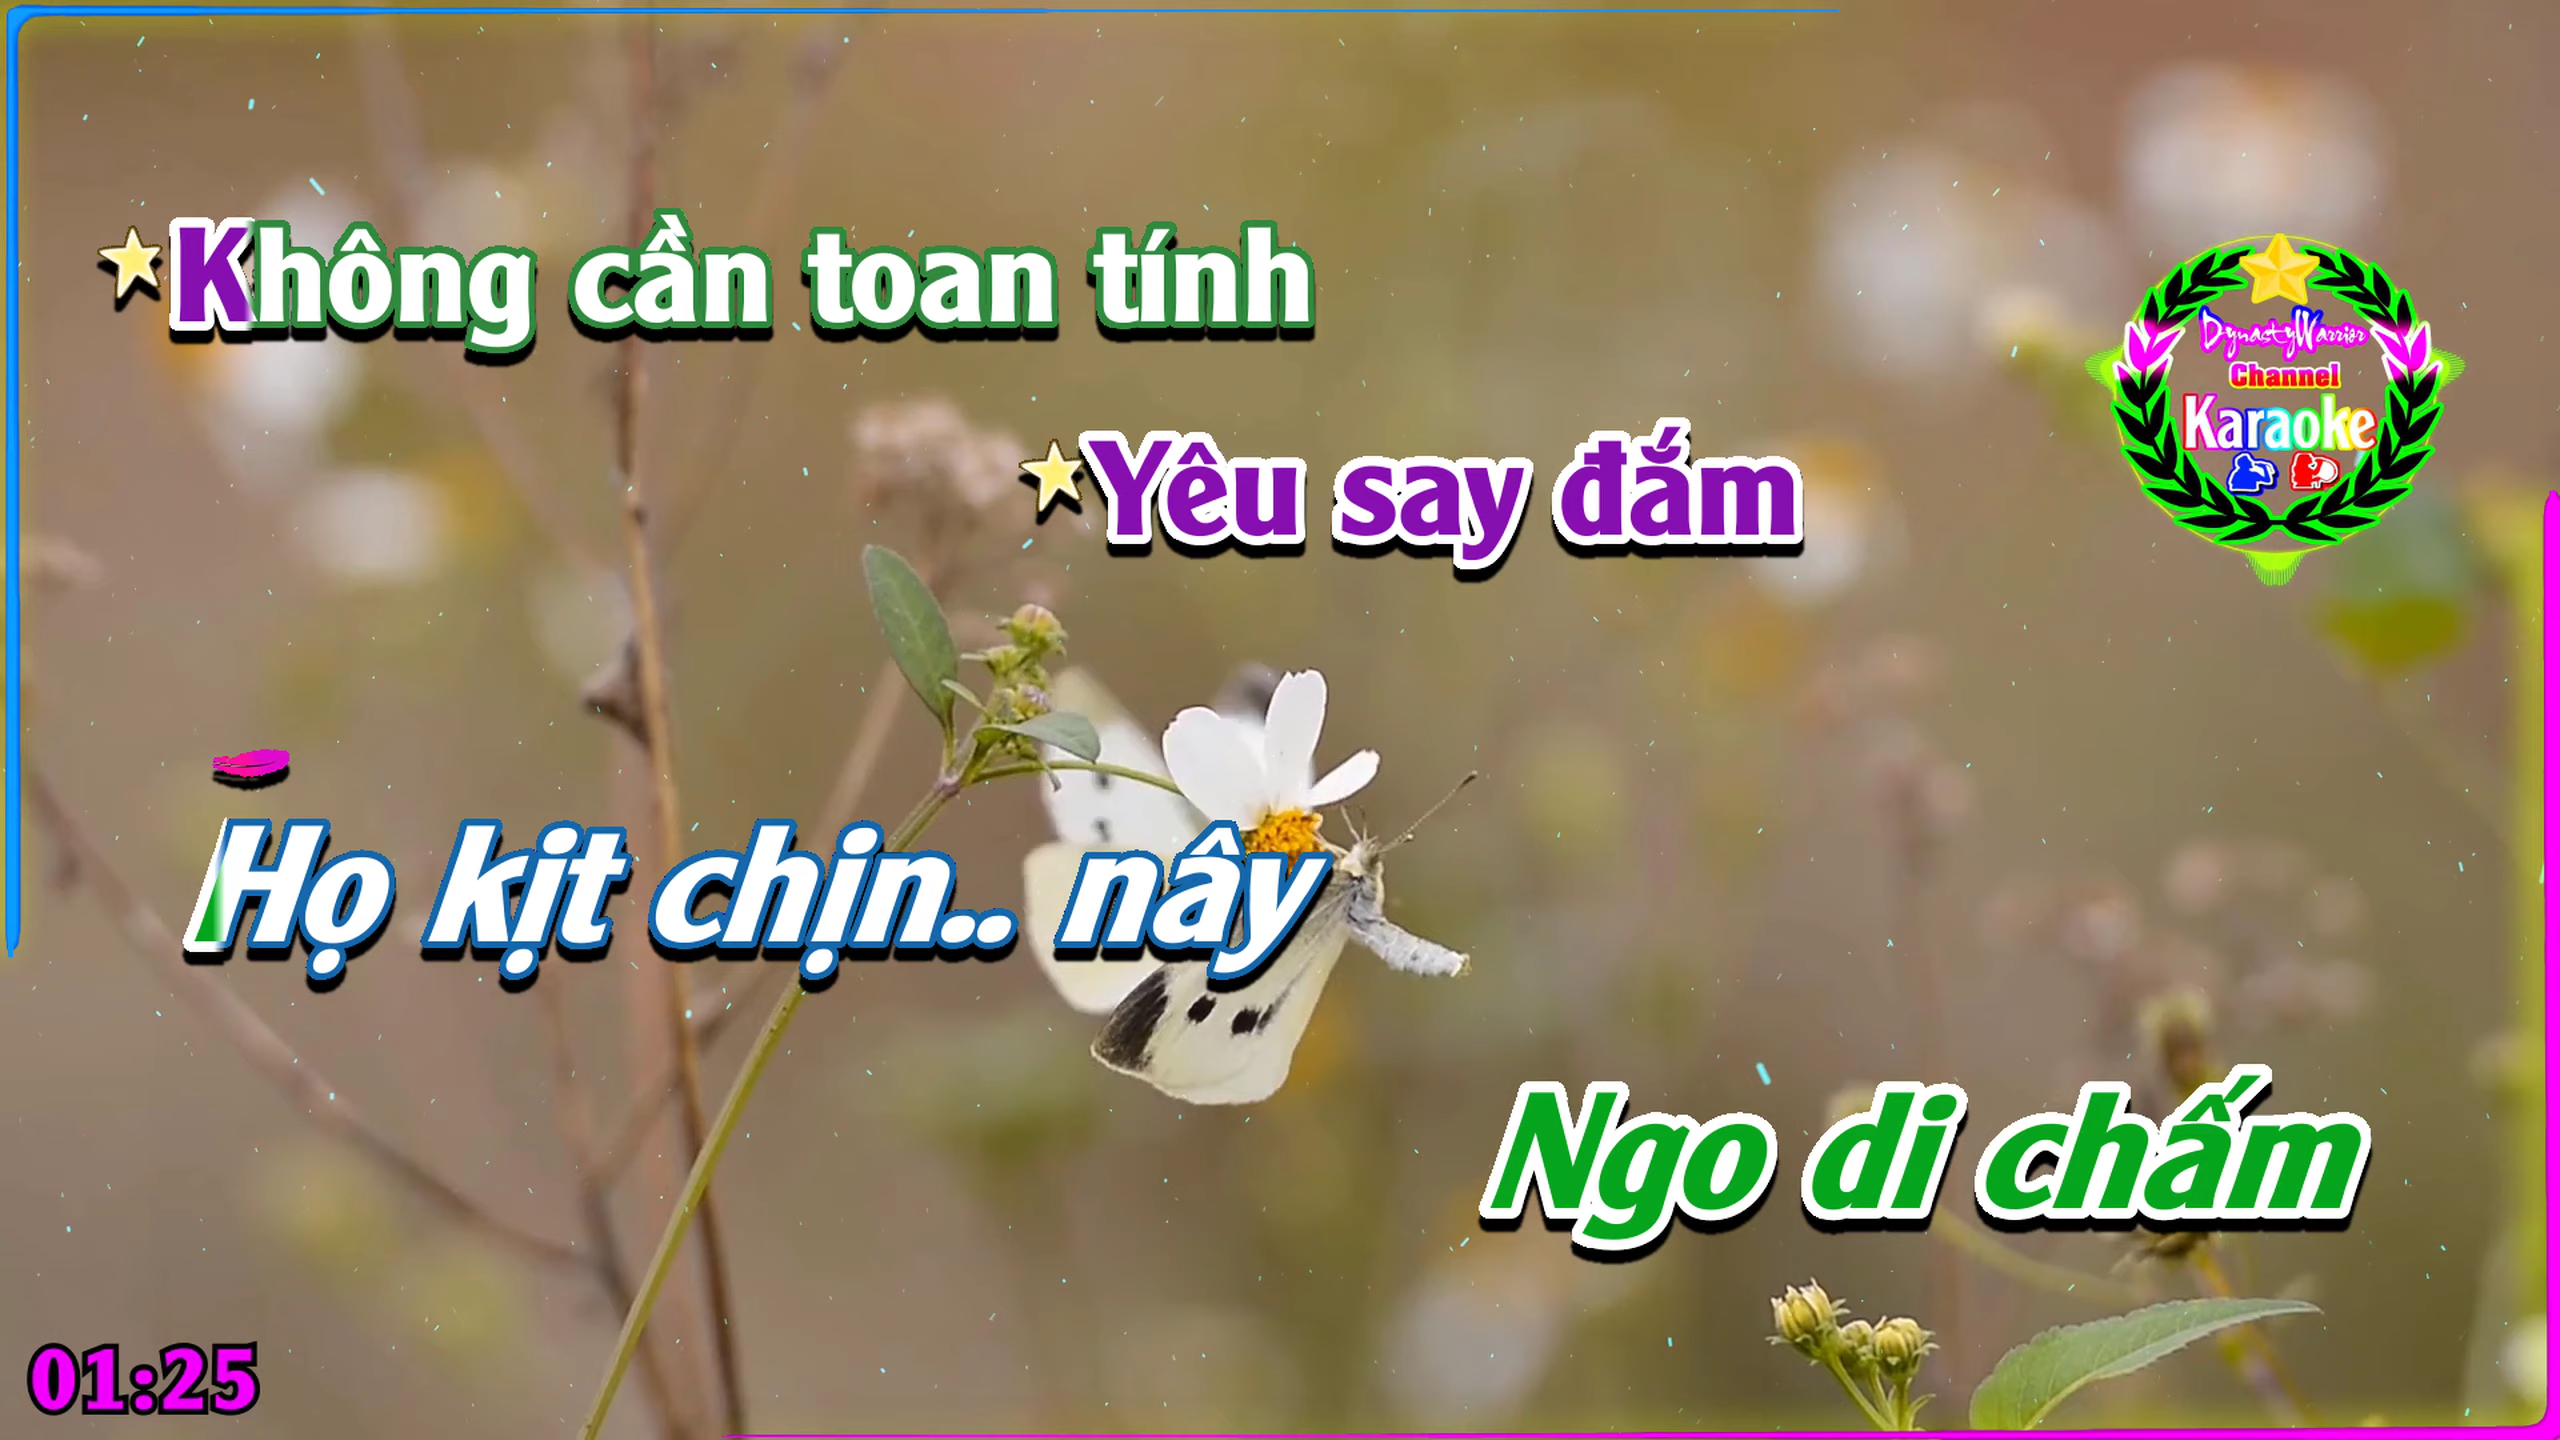 Không cần toan tính
Yêu say đắm
DynastyWarrior
Channel
Karaoke
Họ kịt chịn.. nây
Ngo di chấm
01:25